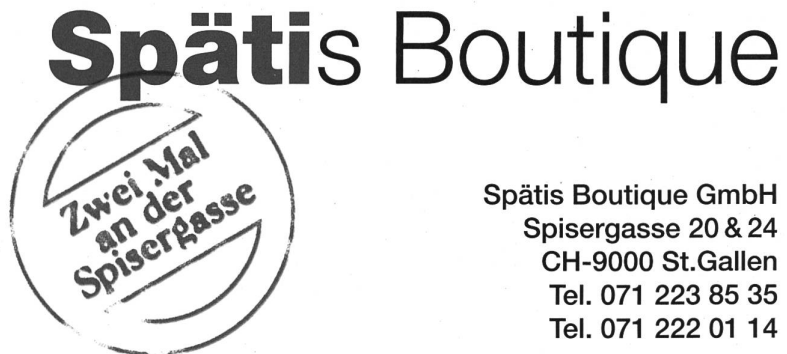 Spätis Boutique
Zwei Mal
an der
Spisergasse
Spätis Boutique GmbH
Spisergasse 20 & 24
CH-9000 St.Gallen
Tel. 071 223 85 35
Tel. 071 222 01 14